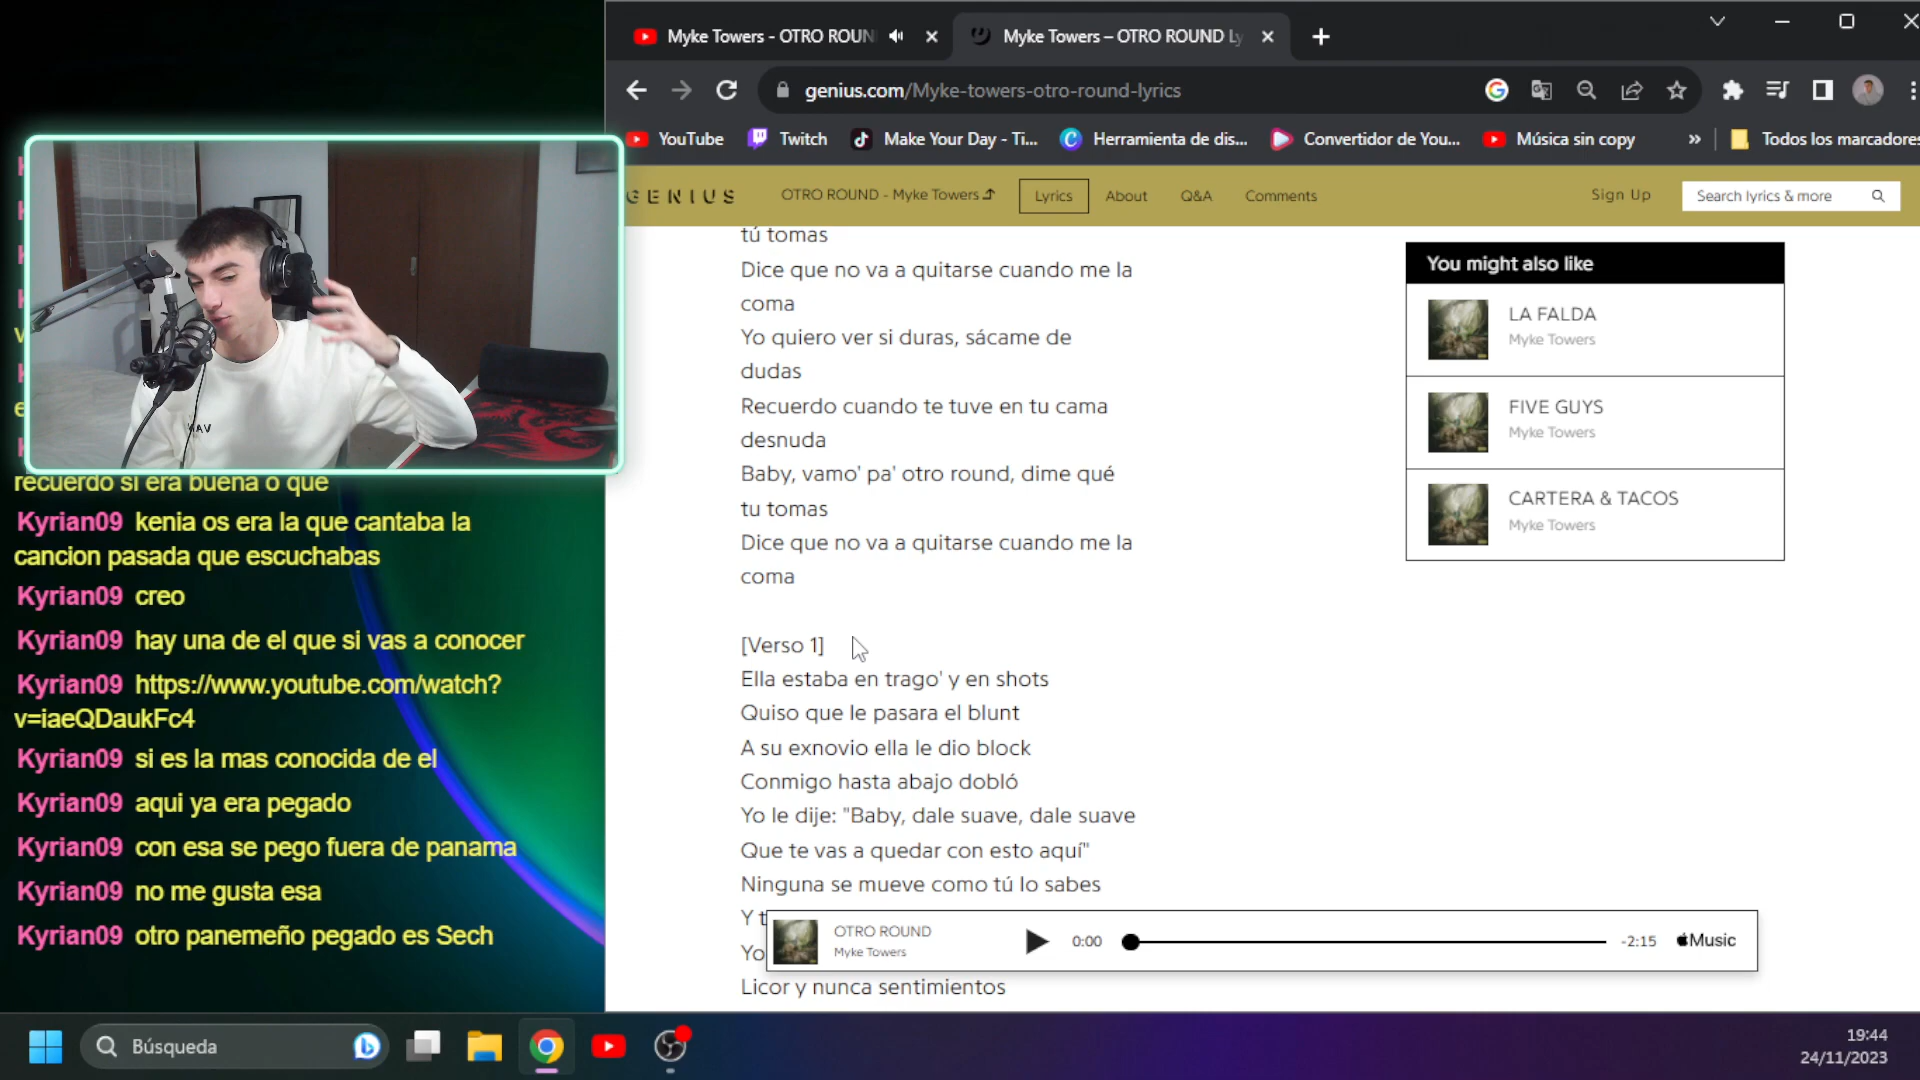 Myke Towers - OTRO ROUN
Myke Towers – OTRO ROUND Ly
genius.com/Myke-towers-otro-round-lyrics
YouTube
Twitch
Make Your Day - Ti...
Herramienta de dis...
Convertidor de You...
Música sin copy
»
Todos los marcadores
GENIUS
OTRO ROUND - Myke Towers
Lyrics
About
Q&A
Comments
Sign Up
Search lyrics & more
tú tomas
Dice que no va a quitarse cuando me la
coma
Yo quiero ver si duras, sácame de
dudas
Recuerdo cuando te tuve en tu cama
desnuda
Baby, vamo' pa' otro round, dime qué
tu tomas
Dice que no va a quitarse cuando me la
coma
[Verso 1]
Ella estaba en trago' y en shots
Quiso que le pasara el blunt
A su exnovio ella le dio block
Conmigo hasta abajo dobló
Yo le dije: "Baby, dale suave, dale suave
Que te vas a quedar con esto aquí"
Ninguna se mueve como tú lo sabes
Y t
Yo
Licor y nunca sentimientos
You might also like
LA FALDA
Myke Towers
FIVE GUYS
Myke Towers
CARTERA & TACOS
Myke Towers
OTRO ROUND
Myke Towers
0:00
-2:15
Music
recuerdo si era buena o que
Kyrian09 kenia os era la que cantaba la
cancion pasada que escuchabas
Kyrian09 creo
Kyrian09 hay una de el que si vas a conocer
Kyrian09 https://www.youtube.com/watch?
v=iaeQDaukFc4
Kyrian09 si es la mas conocida de el
Kyrian09 aqui ya era pegado
Kyrian09 con esa se pego fuera de panama
Kyrian09 no me gusta esa
Kyrian09 otro panemeño pegado es Sech
Búsqueda
19:44
24/11/2023